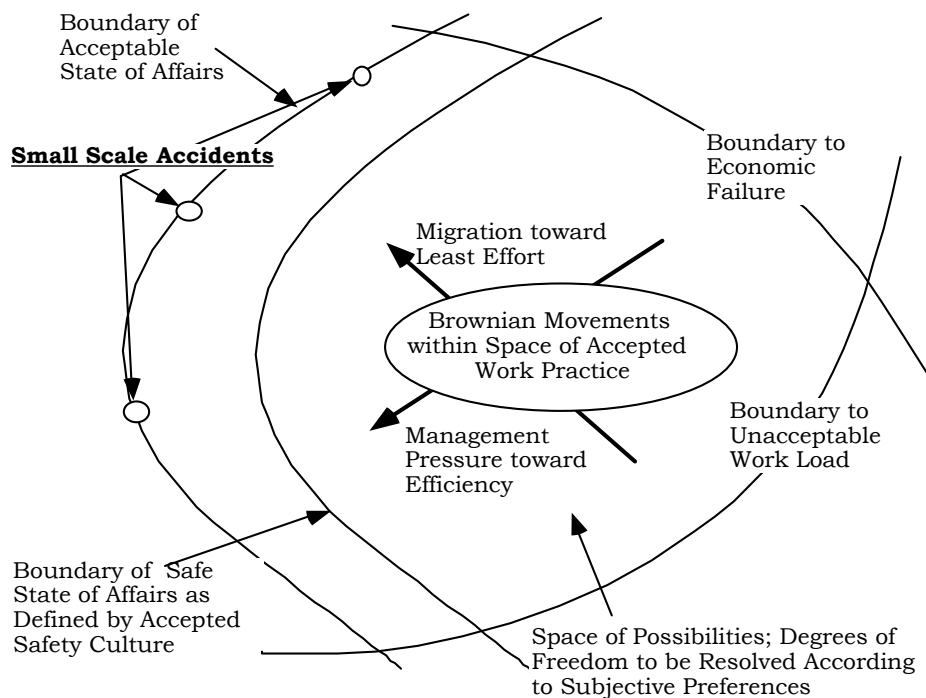 Boundary of
Acceptable
State of Affairs
Small Scale Accidents
Boundary to
Economic
Failure
Migration toward
Least Effort
Brownian Movements
within Space of Accepted
Work Practice
Management
Pressure toward
Efficiency
Boundary to
Unacceptable
Work Load
Boundary of Safe
State of Affairs as
Defined by Accepted
Safety Culture
Space of Possibilities; Degrees of
Freedom to be Resolved According
to Subjective Preferences